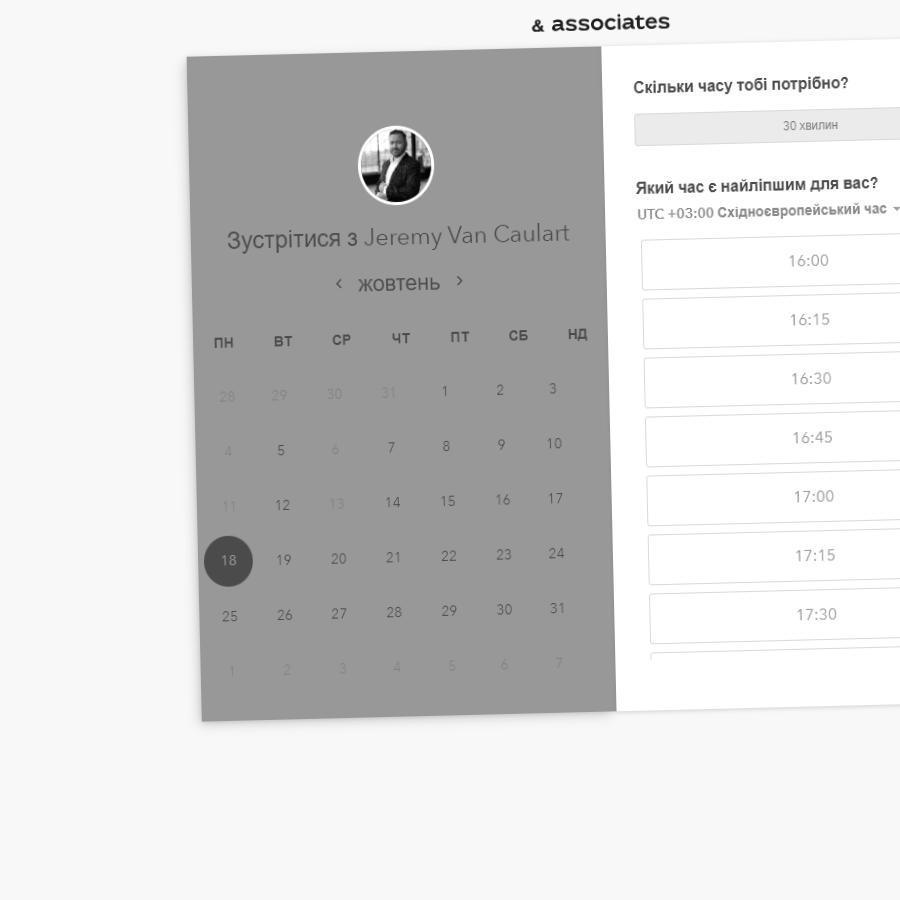 & associates
Зустрітися з Jeremy Van Caulart
‹ жовтень ›
ПН ВТ СР ЧТ ПТ СБ НД
28 29 30 31 1 2 3
4 5 6 7 8 9 10
11 12 13 14 15 16 17
18 19 20 21 22 23 24
25 26 27 28 29 30 31
1 2 3 4 5 6 7
Скільки часу тобі потрібно?
30 хвилин
Який час є найліпшим для вас?
UTC +03:00 Східноєвропейський час
16:00
16:15
16:30
16:45
17:00
17:15
17:30